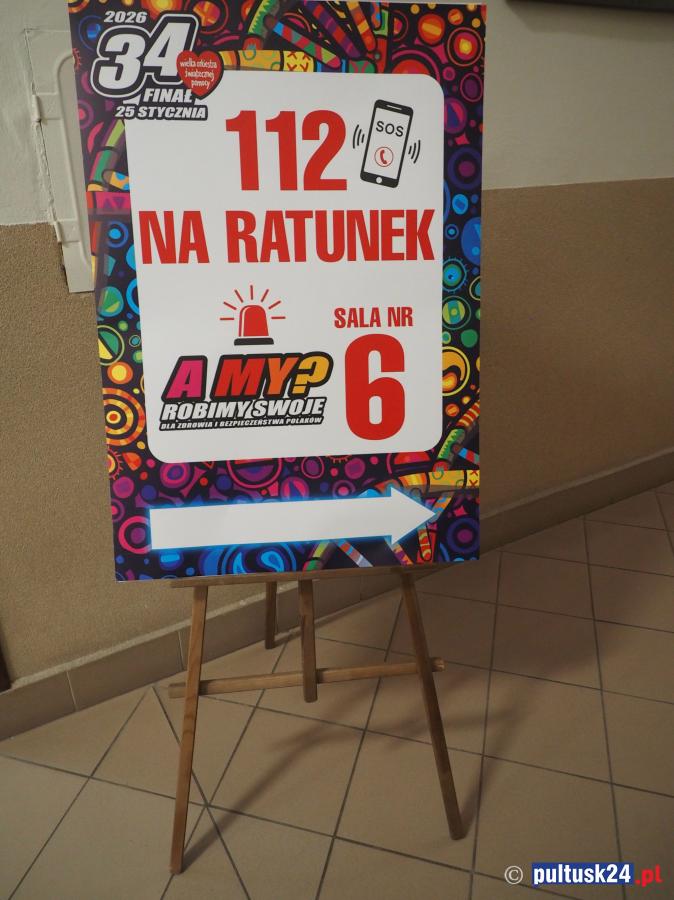 2026
34
wielka orkiestra
świątecznej
pomocy
FINAŁ
25 STYCZNIA
112
SOS
NA RATUNEK
SALA NR
6
A MY?
ROBIMY SWOJE
DLA ZDROWIA I BEZPIECZEŃSTWA POLAKÓW
© pultusk24.pl